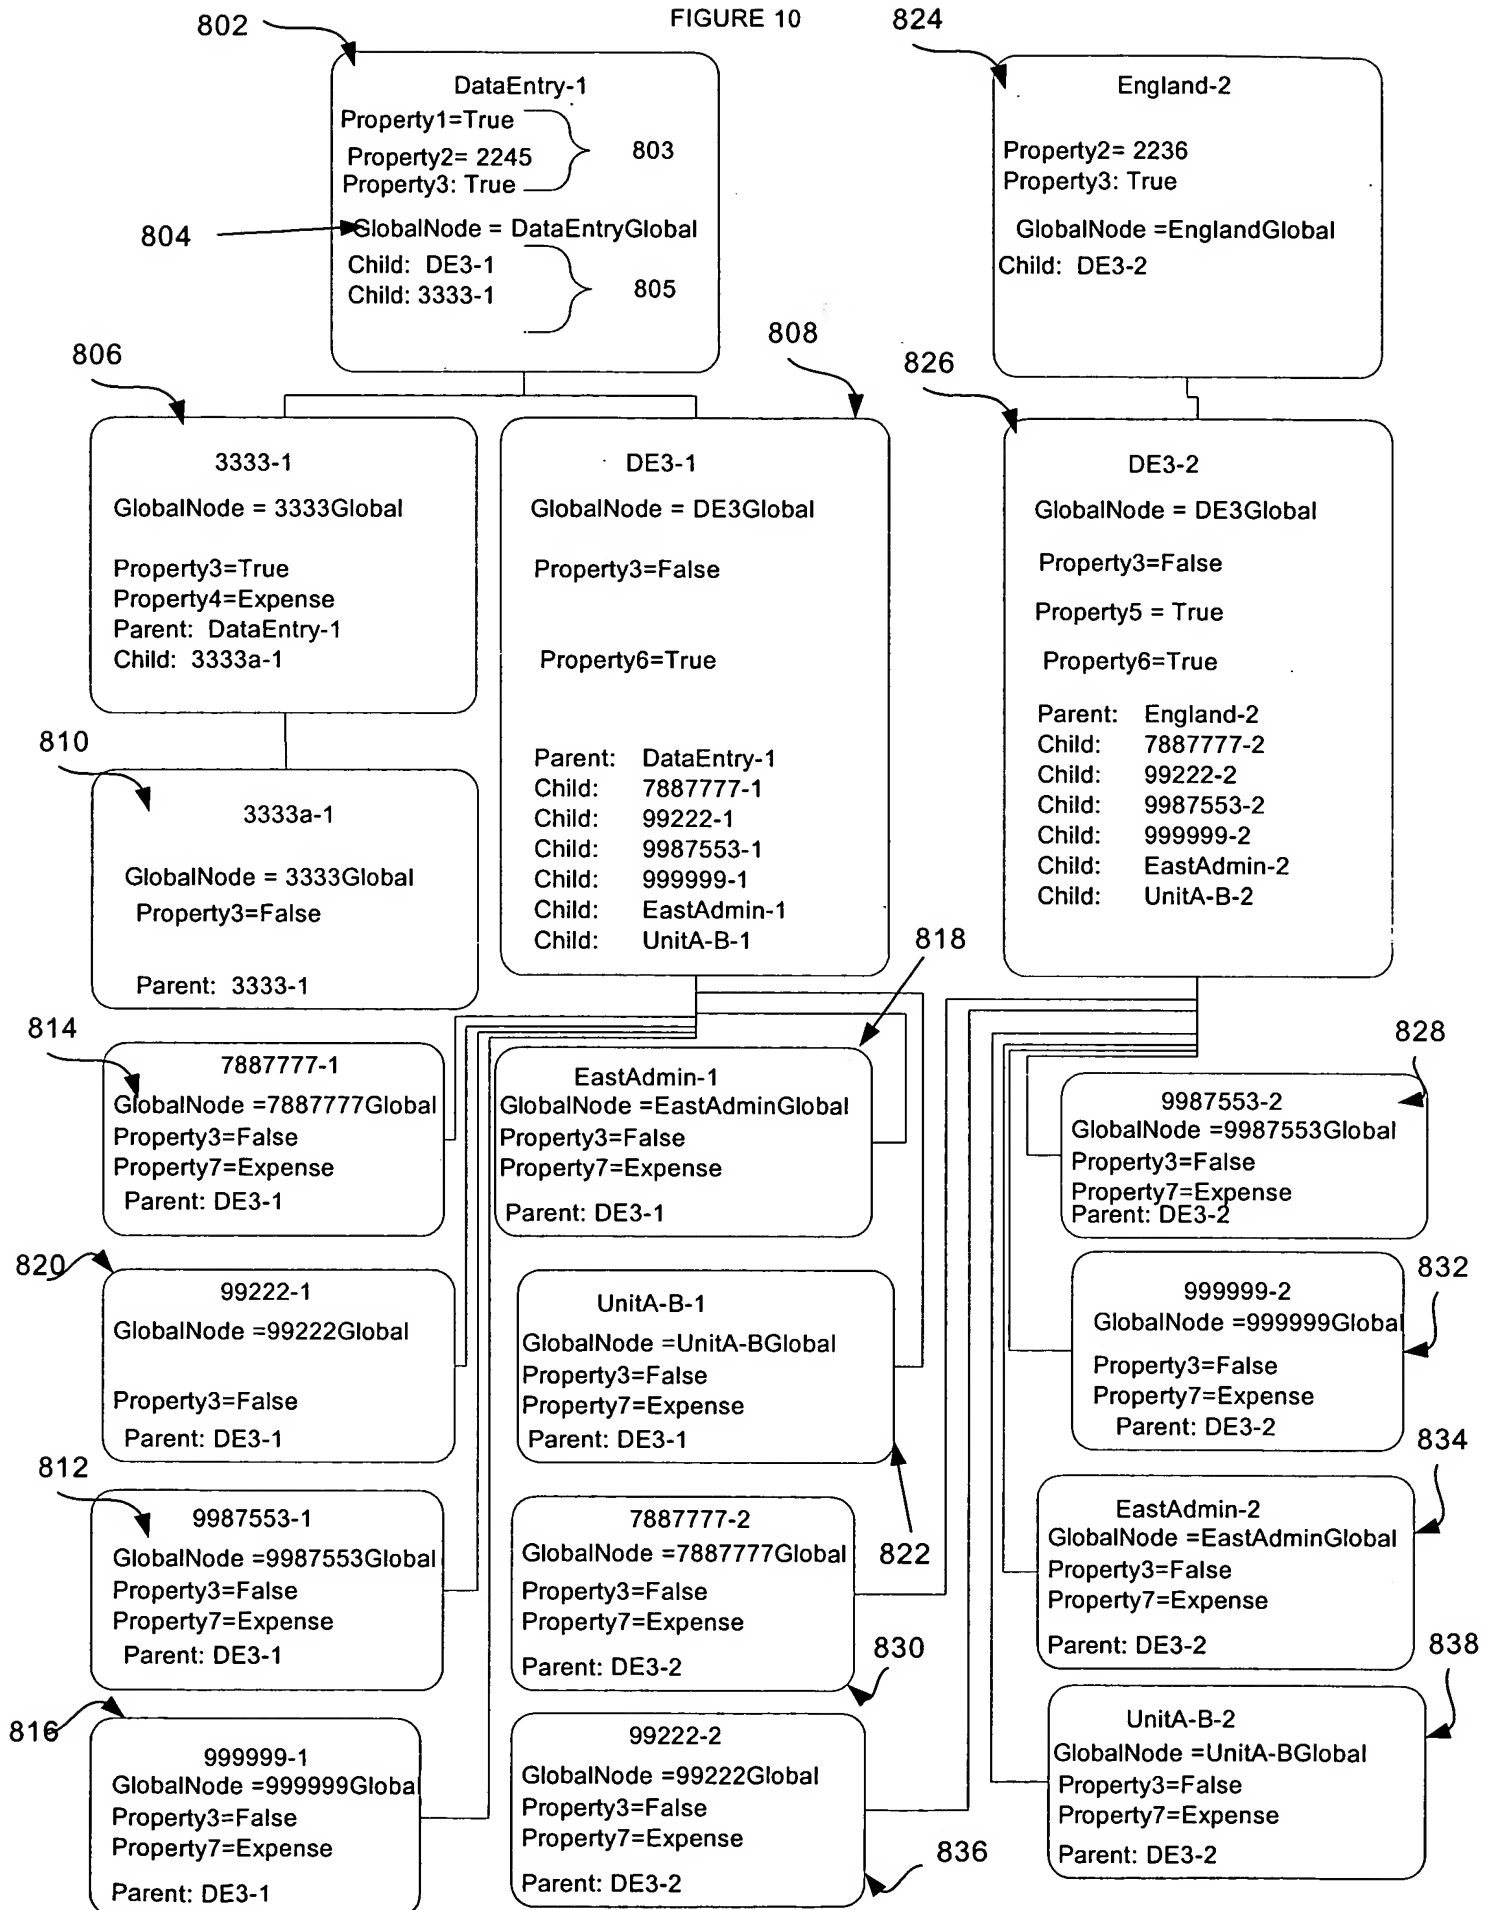 FIGURE 10
802
DataEntry-1
Property1=True
Property2= 2245
Property3: True
803
804
GlobalNode = DataEntryGlobal
Child: DE3-1
Child: 3333-1
805
824
England-2
Property2= 2236
Property3: True
GlobalNode =EnglandGlobal
Child: DE3-2
806
3333-1
GlobalNode = 3333Global
Property3=True
Property4=Expense
Parent: DataEntry-1
Child: 3333a-1
808
DE3-1
GlobalNode = DE3Global
Property3=False
Property6=True
Parent: DataEntry-1
Child: 7887777-1
Child: 99222-1
Child: 9987553-1
Child: 999999-1
Child: EastAdmin-1
Child: UnitA-B-1
826
DE3-2
GlobalNode = DE3Global
Property3=False
Property5 = True
Property6=True
Parent: England-2
Child: 7887777-2
Child: 99222-2
Child: 9987553-2
Child: 999999-2
Child: EastAdmin-2
Child: UnitA-B-2
810
3333a-1
GlobalNode = 3333Global
Property3=False
Parent: 3333-1
814
7887777-1
GlobalNode =7887777Global
Property3=False
Property7=Expense
Parent: DE3-1
818
EastAdmin-1
GlobalNode =EastAdminGlobal
Property3=False
Property7=Expense
Parent: DE3-1
828
9987553-2
GlobalNode =9987553Global
Property3=False
Property7=Expense
Parent: DE3-2
820
99222-1
GlobalNode =99222Global
Property3=False
Parent: DE3-1
UnitA-B-1
GlobalNode =UnitA-BGlobal
Property3=False
Property7=Expense
Parent: DE3-1
822
832
999999-2
GlobalNode =999999Global
Property3=False
Property7=Expense
Parent: DE3-2
812
9987553-1
GlobalNode =9987553Global
Property3=False
Property7=Expense
Parent: DE3-1
7887777-2
GlobalNode =7887777Global
Property3=False
Property7=Expense
Parent: DE3-2
830
834
EastAdmin-2
GlobalNode =EastAdminGlobal
Property3=False
Property7=Expense
Parent: DE3-2
816
999999-1
GlobalNode =999999Global
Property3=False
Property7=Expense
Parent: DE3-1
99222-2
GlobalNode =99222Global
Property3=False
Property7=Expense
Parent: DE3-2
836
838
UnitA-B-2
GlobalNode =UnitA-BGlobal
Property3=False
Property7=Expense
Parent: DE3-2